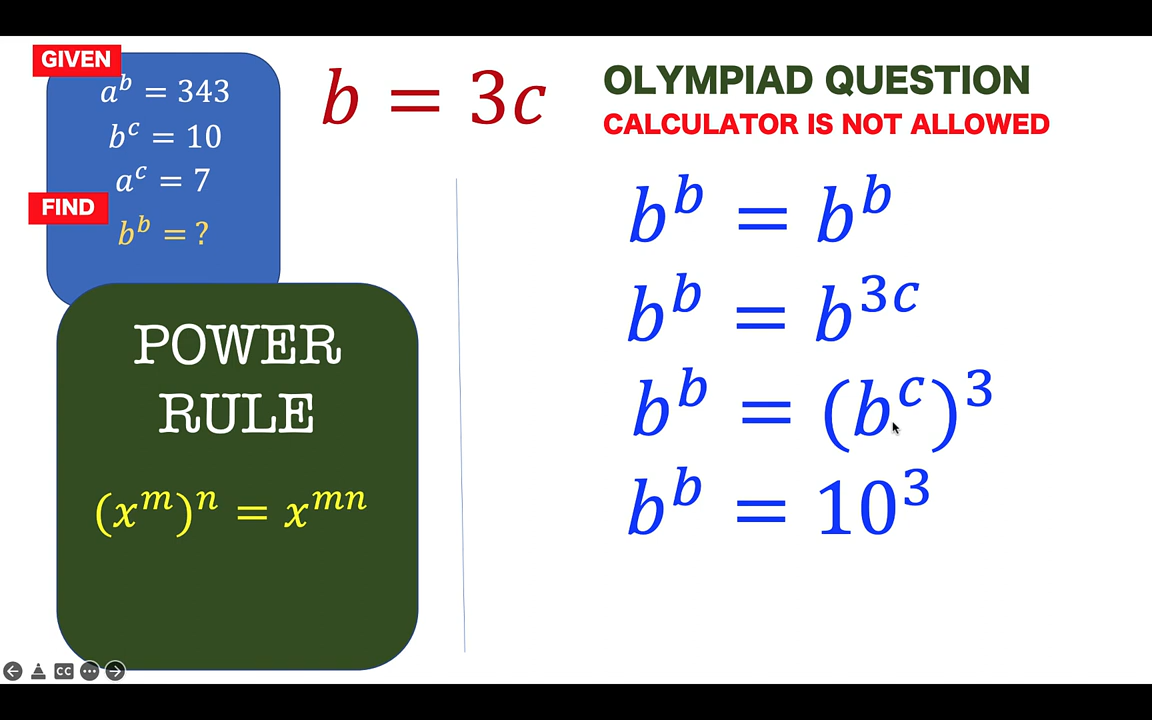 GIVEN
a^b = 343
b^c = 10
a^c = 7
FIND
b^b = ?
b = 3c
POWER
RULE
(x^m)^n = x^{mn}
OLYMPIAD QUESTION
CALCULATOR IS NOT ALLOWED
b^b = b^b
b^b = b^{3c}
b^b = (b^c)^3
b^b = 10^3
CC